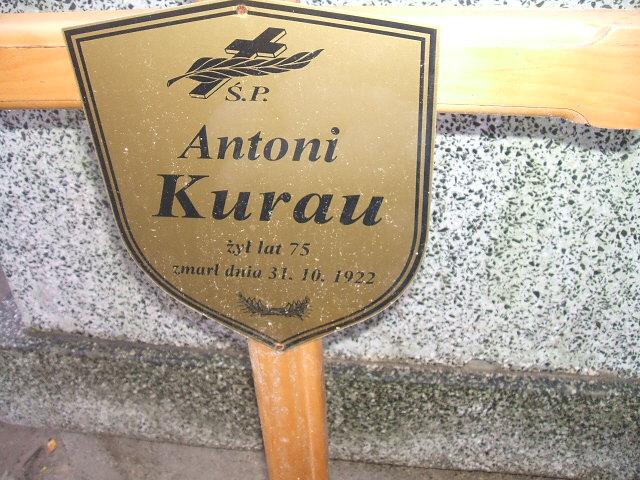 Ś.P.
Antoni
Kurau
żył lat 75
zmarł dnia 31. 10. 1922